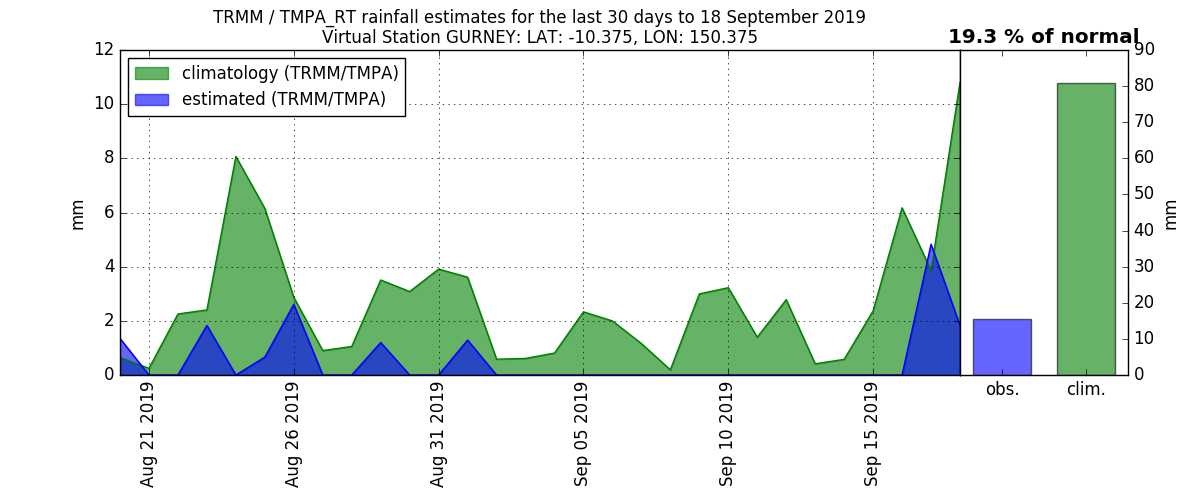 TRMM / TMPA_RT rainfall estimates for the last 30 days to 18 September 2019
Virtual Station GURNEY: LAT: -10.375, LON: 150.375
19.3 % of normal
climatology (TRMM/TMPA)
estimated (TRMM/TMPA)
12
10
8
6
4
2
0
mm
90
80
70
60
50
40
30
20
10
0
mm
Aug 21 2019
Aug 26 2019
Aug 31 2019
Sep 05 2019
Sep 10 2019
Sep 15 2019
obs.
clim.